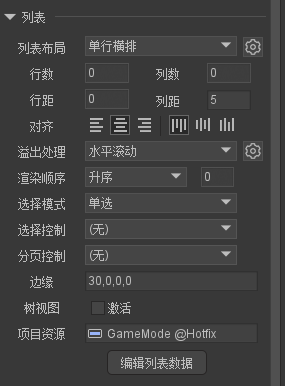 列表
列表布局 单行横排
行数 0 列数 0
行距 0 列距 5
对齐
溢出处理 水平滚动
渲染顺序 升序 0
选择模式 单选
选择控制 (无)
分页控制 (无)
边缘 30,0,0,0
树视图 激活
项目资源 GameMode @Hotfix
编辑列表数据